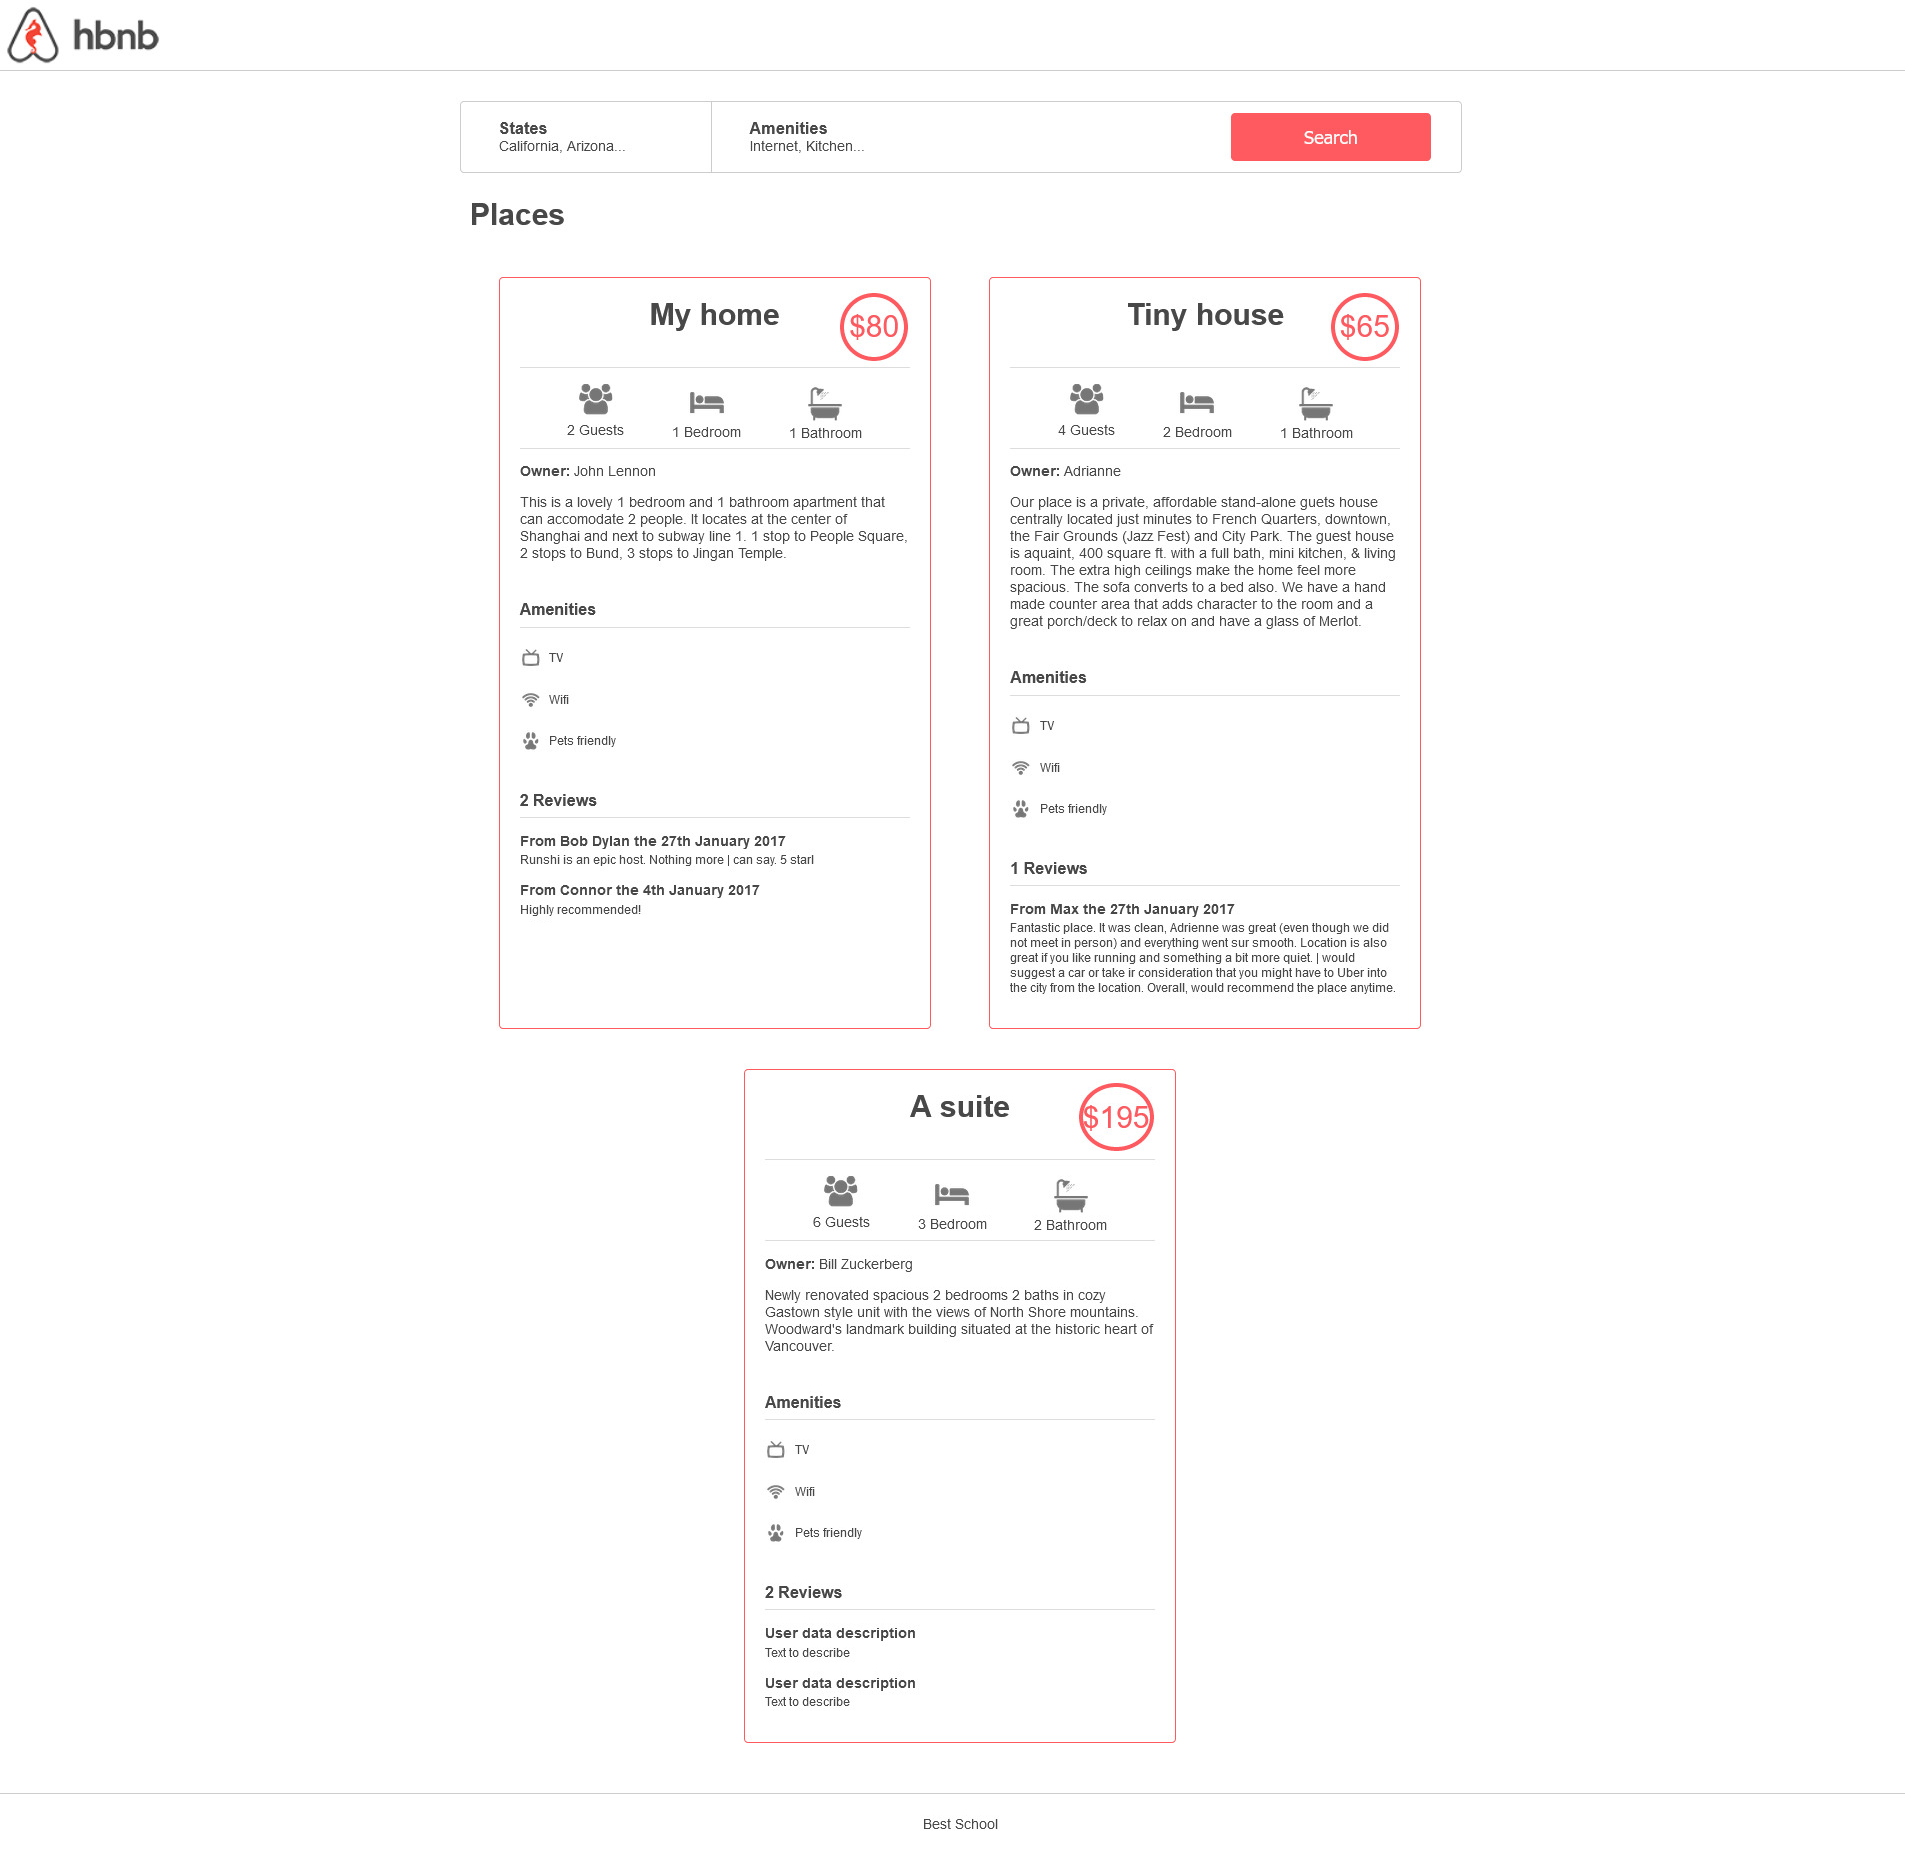 hbnb
States
California, Arizona...
Amenities
Internet, Kitchen...
Search
Places
My home
$80
2 Guests
1 Bedroom
1 Bathroom
Owner: John Lennon
This is a lovely 1 bedroom and 1 bathroom apartment that
can accomodate 2 people. It locates at the center of
Shanghai and next to subway line 1. 1 stop to People Square,
2 stops to Bund, 3 stops to Jingan Temple.
Amenities
TV
Wifi
Pets friendly
2 Reviews
From Bob Dylan the 27th January 2017
Runshi is an epic host. Nothing more | can say. 5 starl
From Connor the 4th January 2017
Highly recommended!
Tiny house
$65
4 Guests
2 Bedroom
1 Bathroom
Owner: Adrianne
Our place is a private, affordable stand-alone guets house
centrally located just minutes to French Quarters, downtown,
the Fair Grounds (Jazz Fest) and City Park. The guest house
is aquaint, 400 square ft. with a full bath, mini kitchen, & living
room. The extra high ceilings make the home feel more
spacious. The sofa converts to a bed also. We have a hand
made counter area that adds character to the room and a
great porch/deck to relax on and have a glass of Merlot.
Amenities
TV
Wifi
Pets friendly
1 Reviews
From Max the 27th January 2017
Fantastic place. It was clean, Adrienne was great (even though we did
not meet in person) and everything went sur smooth. Location is also
great if you like running and something a bit more quiet. | would
suggest a car or take ir consideration that you might have to Uber into
the city from the location. Overall, would recommend the place anytime.
A suite
$195
6 Guests
3 Bedroom
2 Bathroom
Owner: Bill Zuckerberg
Newly renovated spacious 2 bedrooms 2 baths in cozy
Gastown style unit with the views of North Shore mountains.
Woodward's landmark building situated at the historic heart of
Vancouver.
Amenities
TV
Wifi
Pets friendly
2 Reviews
User data description
Text to describe
User data description
Text to describe
Best School